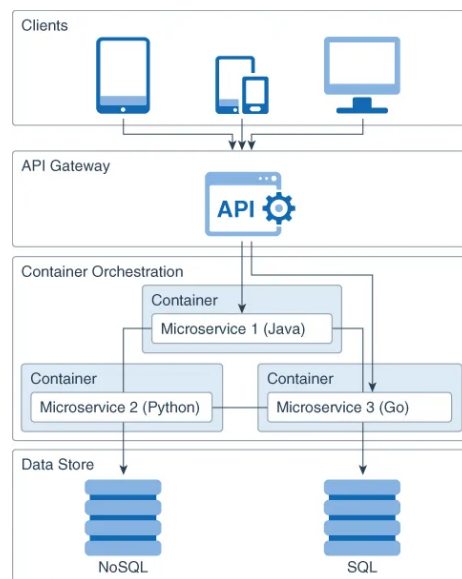 Clients
API Gateway
API
Container Orchestration
Container
Microservice 1 (Java)
Container
Microservice 2 (Python)
Container
Microservice 3 (Go)
Data Store
NoSQL
SQL